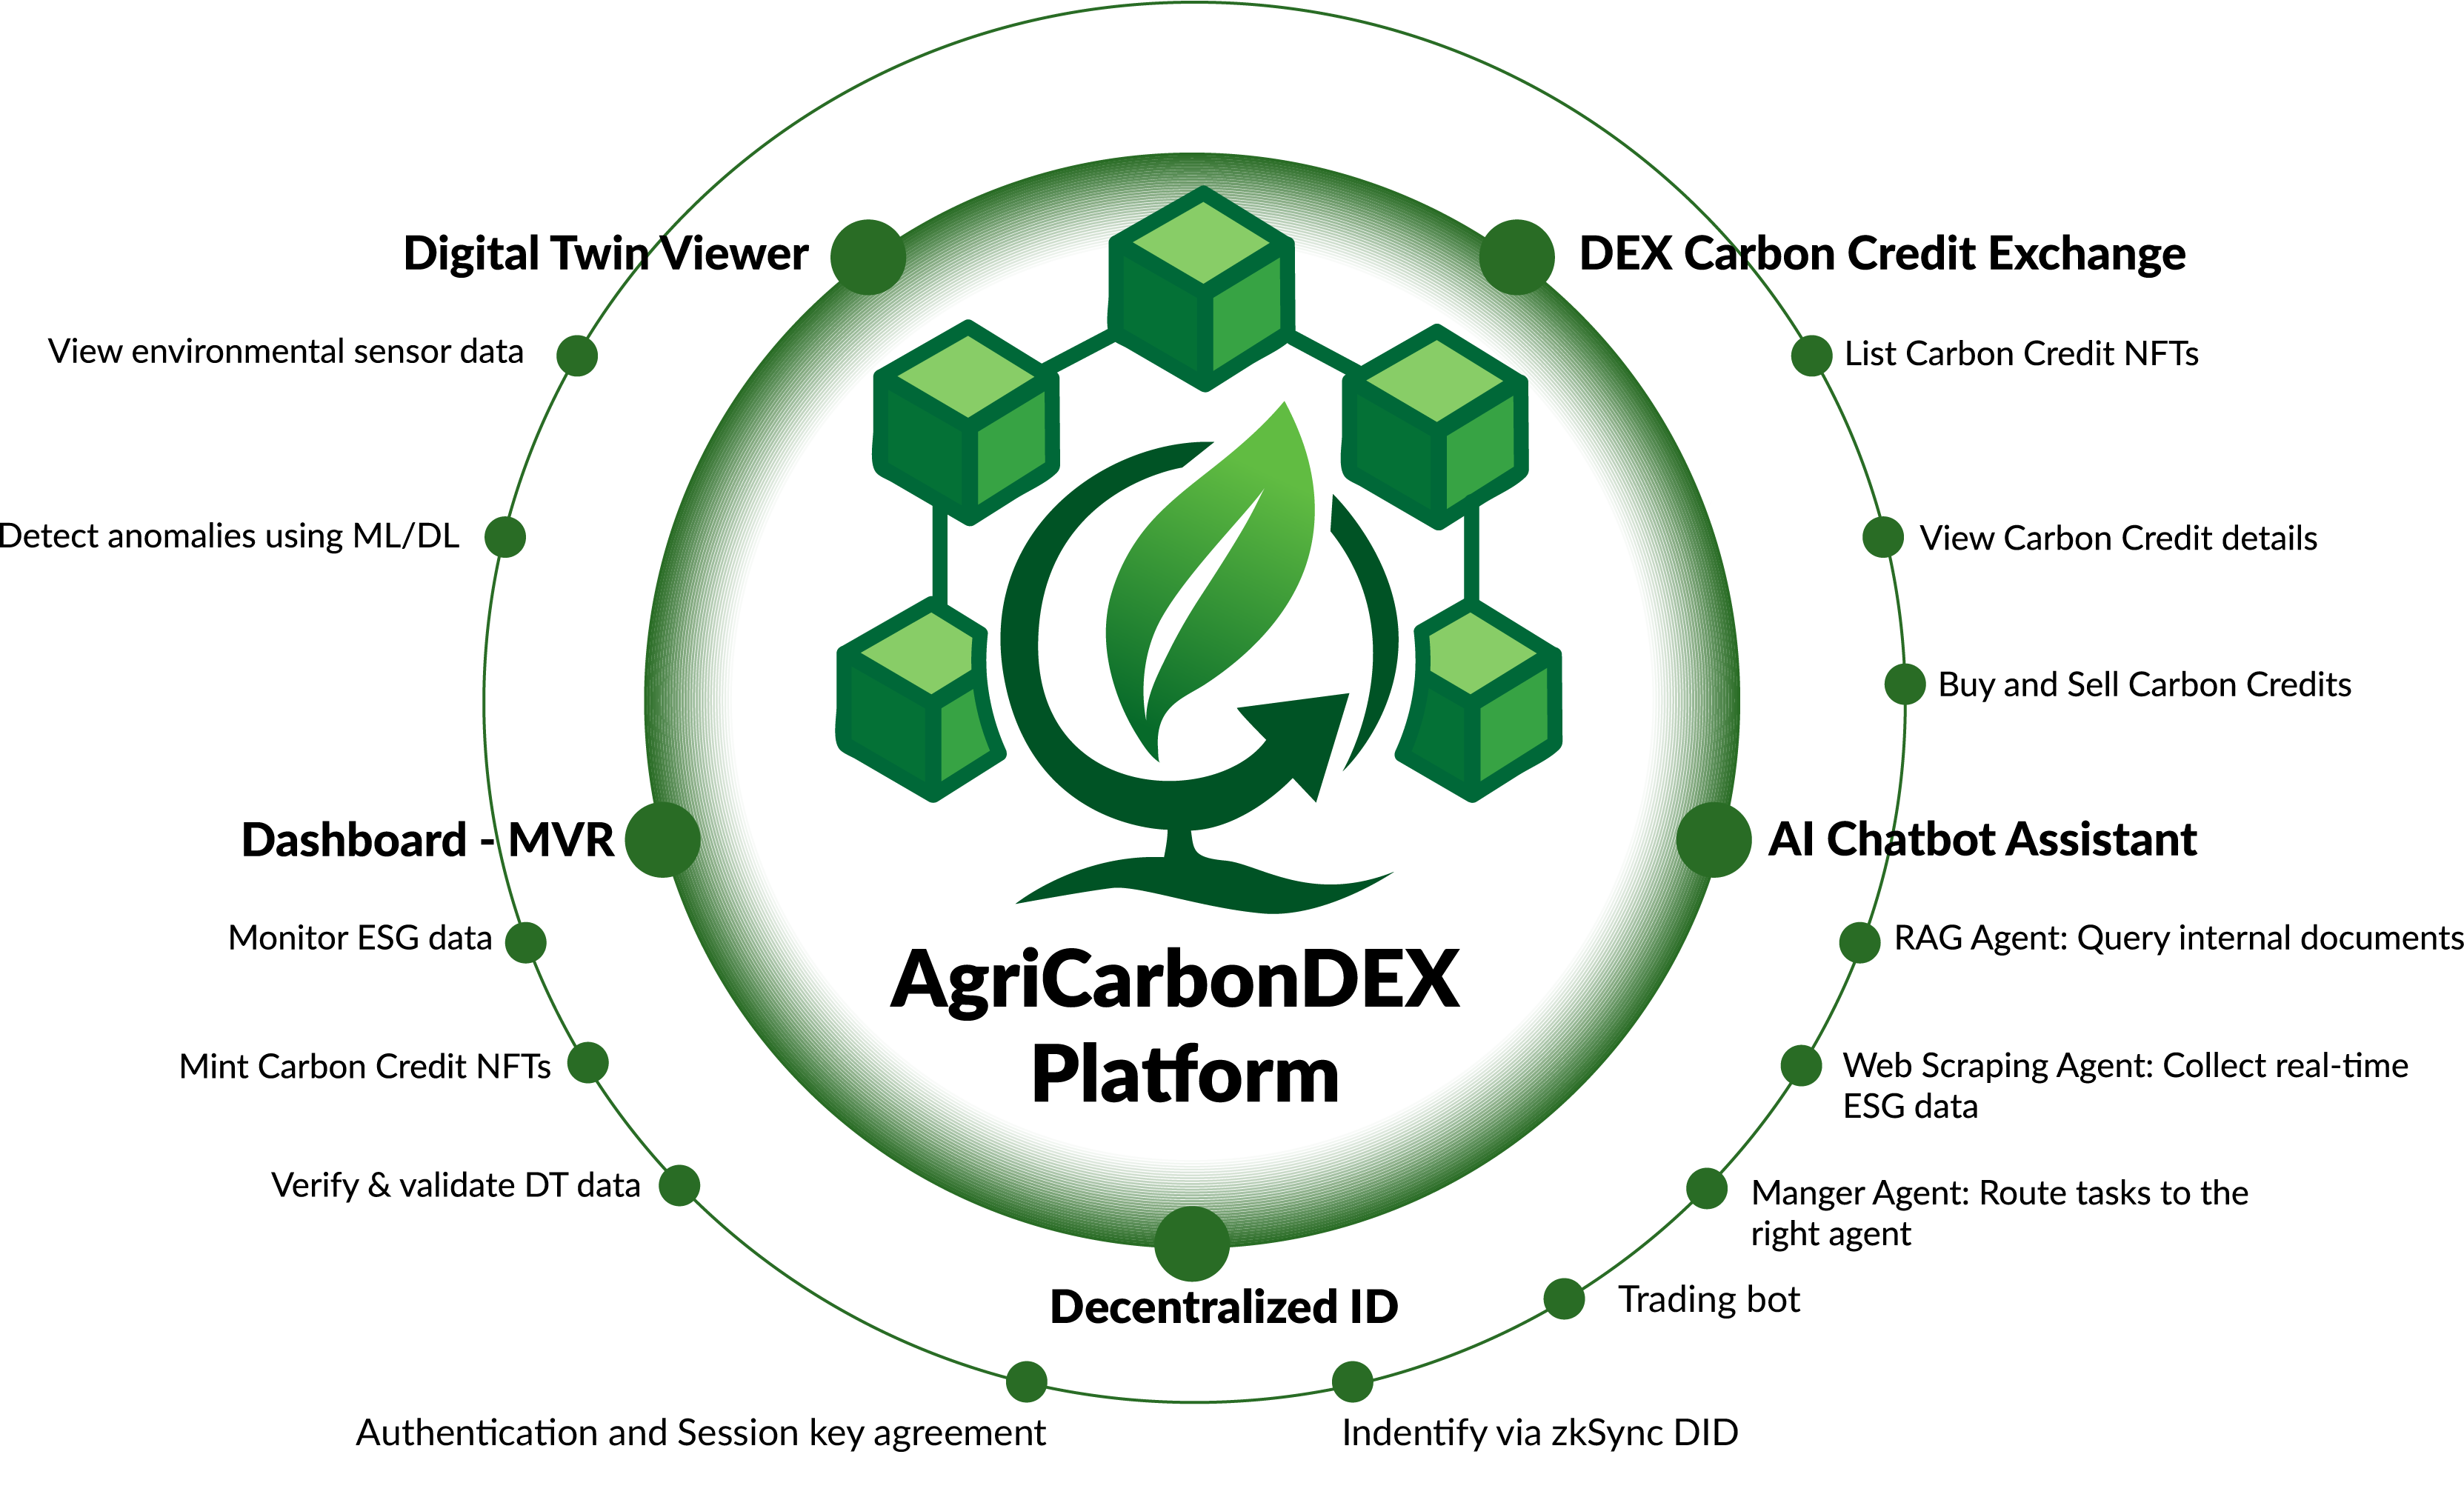 Digital Twin Viewer
View environmental sensor data
Detect anomalies using ML/DL
DEX Carbon Credit Exchange
List Carbon Credit NFTs
View Carbon Credit details
Buy and Sell Carbon Credits
Dashboard - MVR
Monitor ESG data
Mint Carbon Credit NFTs
Verify & validate DT data
AI Chatbot Assistant
RAG Agent: Query internal documents
Web Scraping Agent: Collect real-time
ESG data
Manger Agent: Route tasks to the
right agent
Trading bot
AgriCarbonDEX
Platform
Decentralized ID
Authentication and Session key agreement
Indentify via zkSync DID